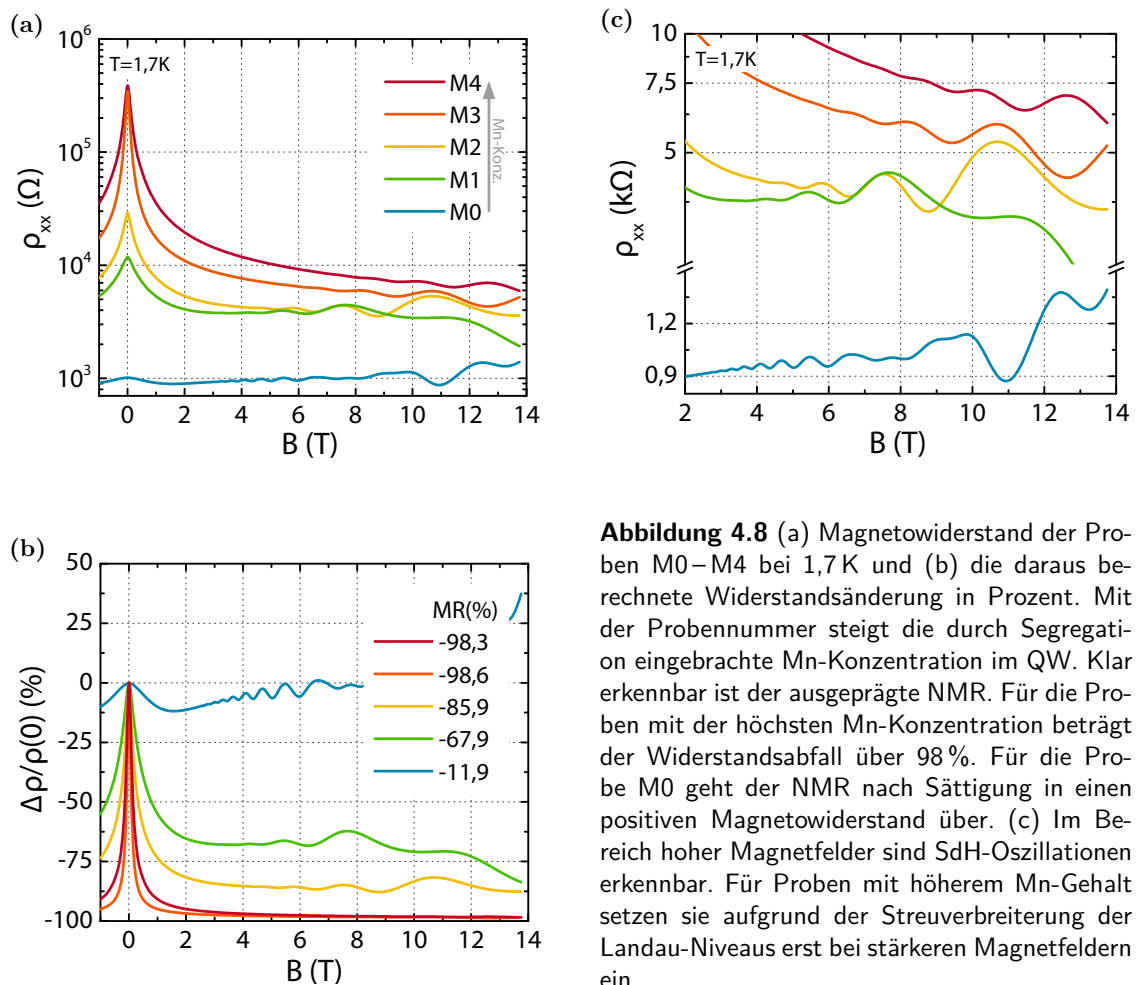 (a)
10⁶
10⁵
10⁴
10³
ρxx (Ω)
T=1,7K
M4
M3
M2
M1
M0
Mn-Konz.
0 2 4 6 8 10 12 14
B (T)
(c)
10
7,5
5
1,2
0,9
ρxx (kΩ)
T=1,7K
2 4 6 8 10 12 14
B (T)
(b)
50
25
0
-25
-50
-75
-100
Δρ/ρ(0) (%)
MR(%)
-98,3
-98,6
-85,9
-67,9
-11,9
0 2 4 6 8 10 12 14
B (T)
Abbildung 4.8 (a) Magnetowiderstand der Pro-
ben M0–M4 bei 1,7 K und (b) die daraus be-
rechnete Widerstandsänderung in Prozent. Mit
der Probennummer steigt die durch Segregati-
on eingebrachte Mn-Konzentration im QW. Klar
erkennbar ist der ausgeprägte NMR. Für die Pro-
ben mit der höchsten Mn-Konzentration beträgt
der Widerstandsabfall über 98 %. Für die Pro-
be M0 geht der NMR nach Sättigung in einen
positiven Magnetowiderstand über. (c) Im Be-
reich hoher Magnetfelder sind SdH-Oszillationen
erkennbar. Für Proben mit höherem Mn-Gehalt
setzen sie aufgrund der Streuverbreiterung der
Landau-Niveaus erst bei stärkeren Magnetfeldern
ein